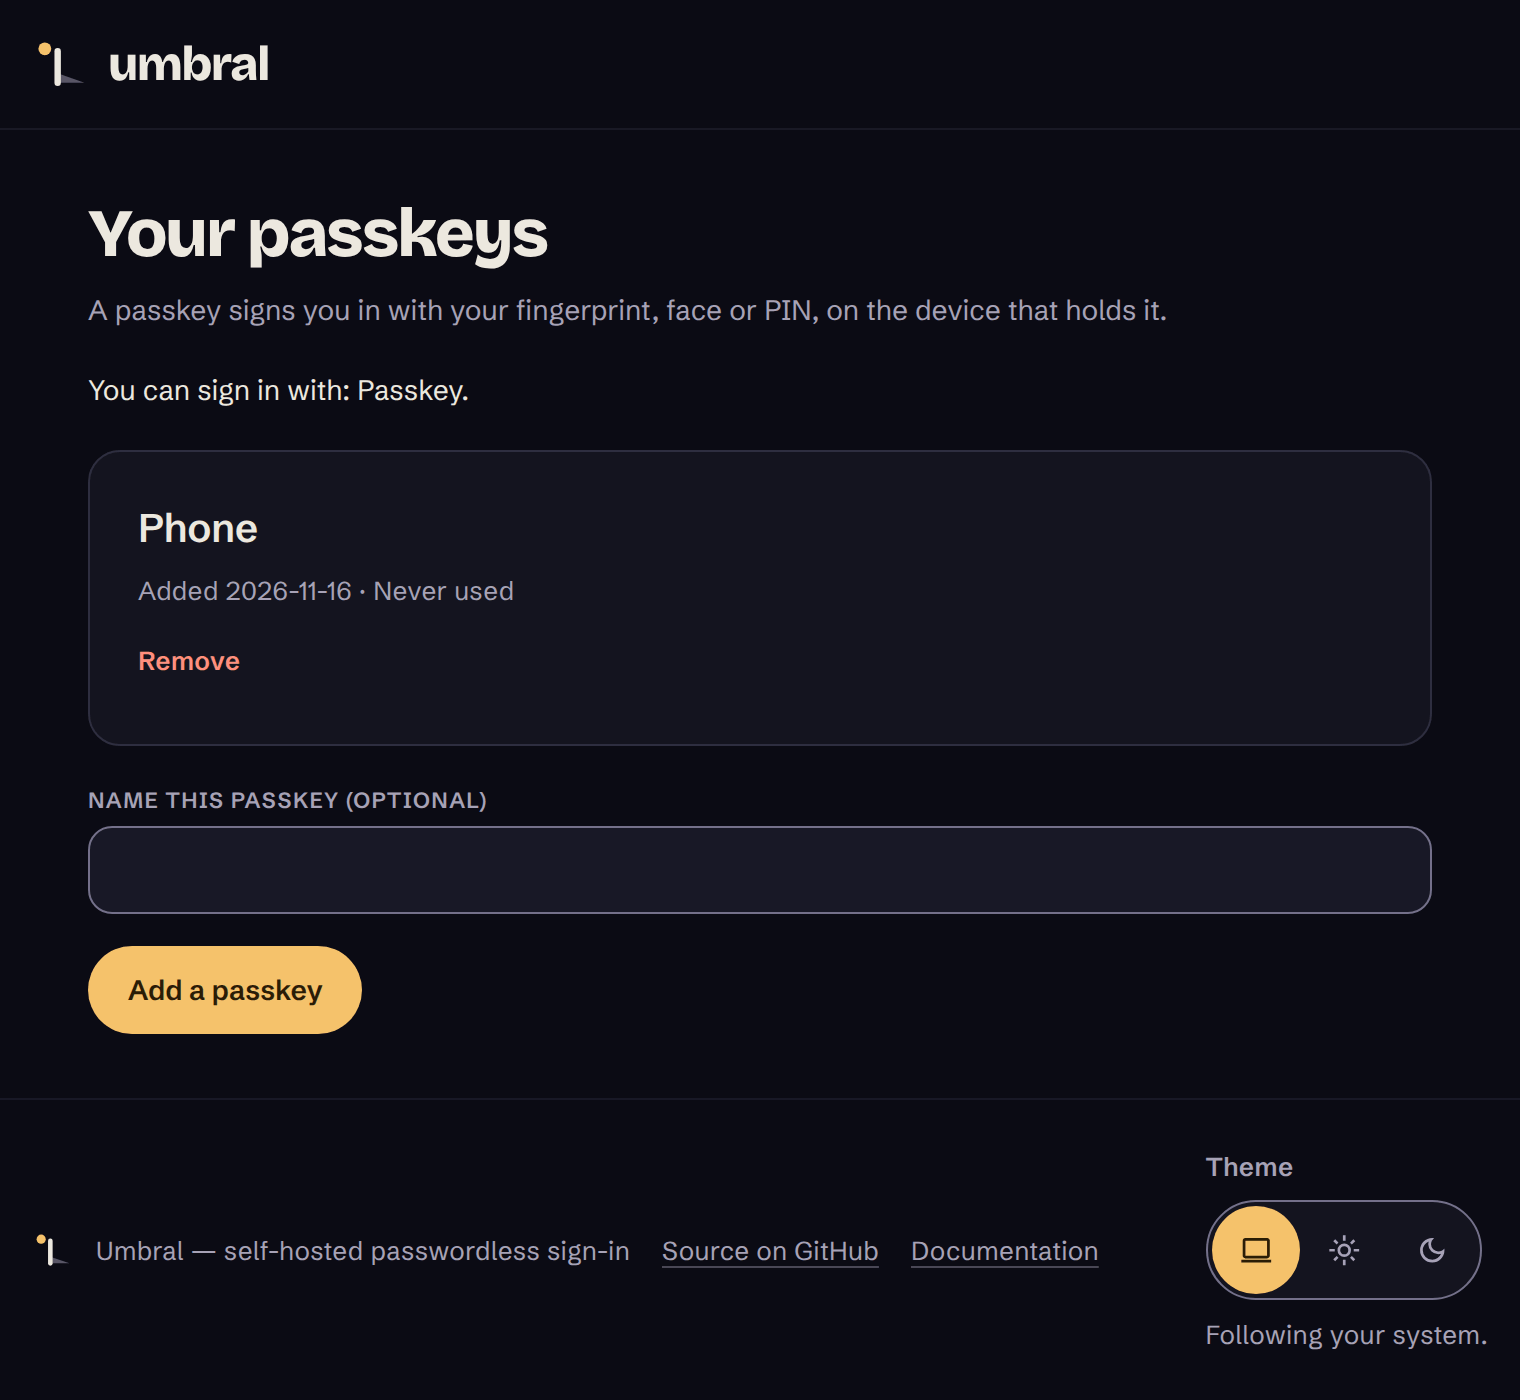 umbral
Your passkeys
A passkey signs you in with your fingerprint, face or PIN, on the device that holds it.
You can sign in with: Passkey.
Phone
Added 2026-11-16 · Never used
Remove
NAME THIS PASSKEY (OPTIONAL)
Add a passkey
Theme
Umbral — self-hosted passwordless sign-in Source on GitHub Documentation
Following your system.